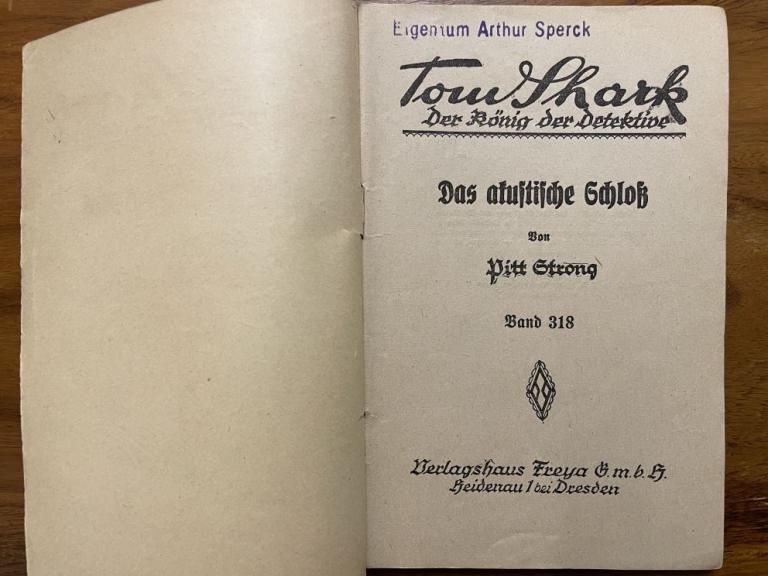 Eigentum Arthur Sperck
Tom Shark
Der König der Detektive
Das akustische Schloß
Von
Pitt Strong
Band 318
Verlagshaus Freya G.m.b.H.
Heidenau 1 bei Dresden